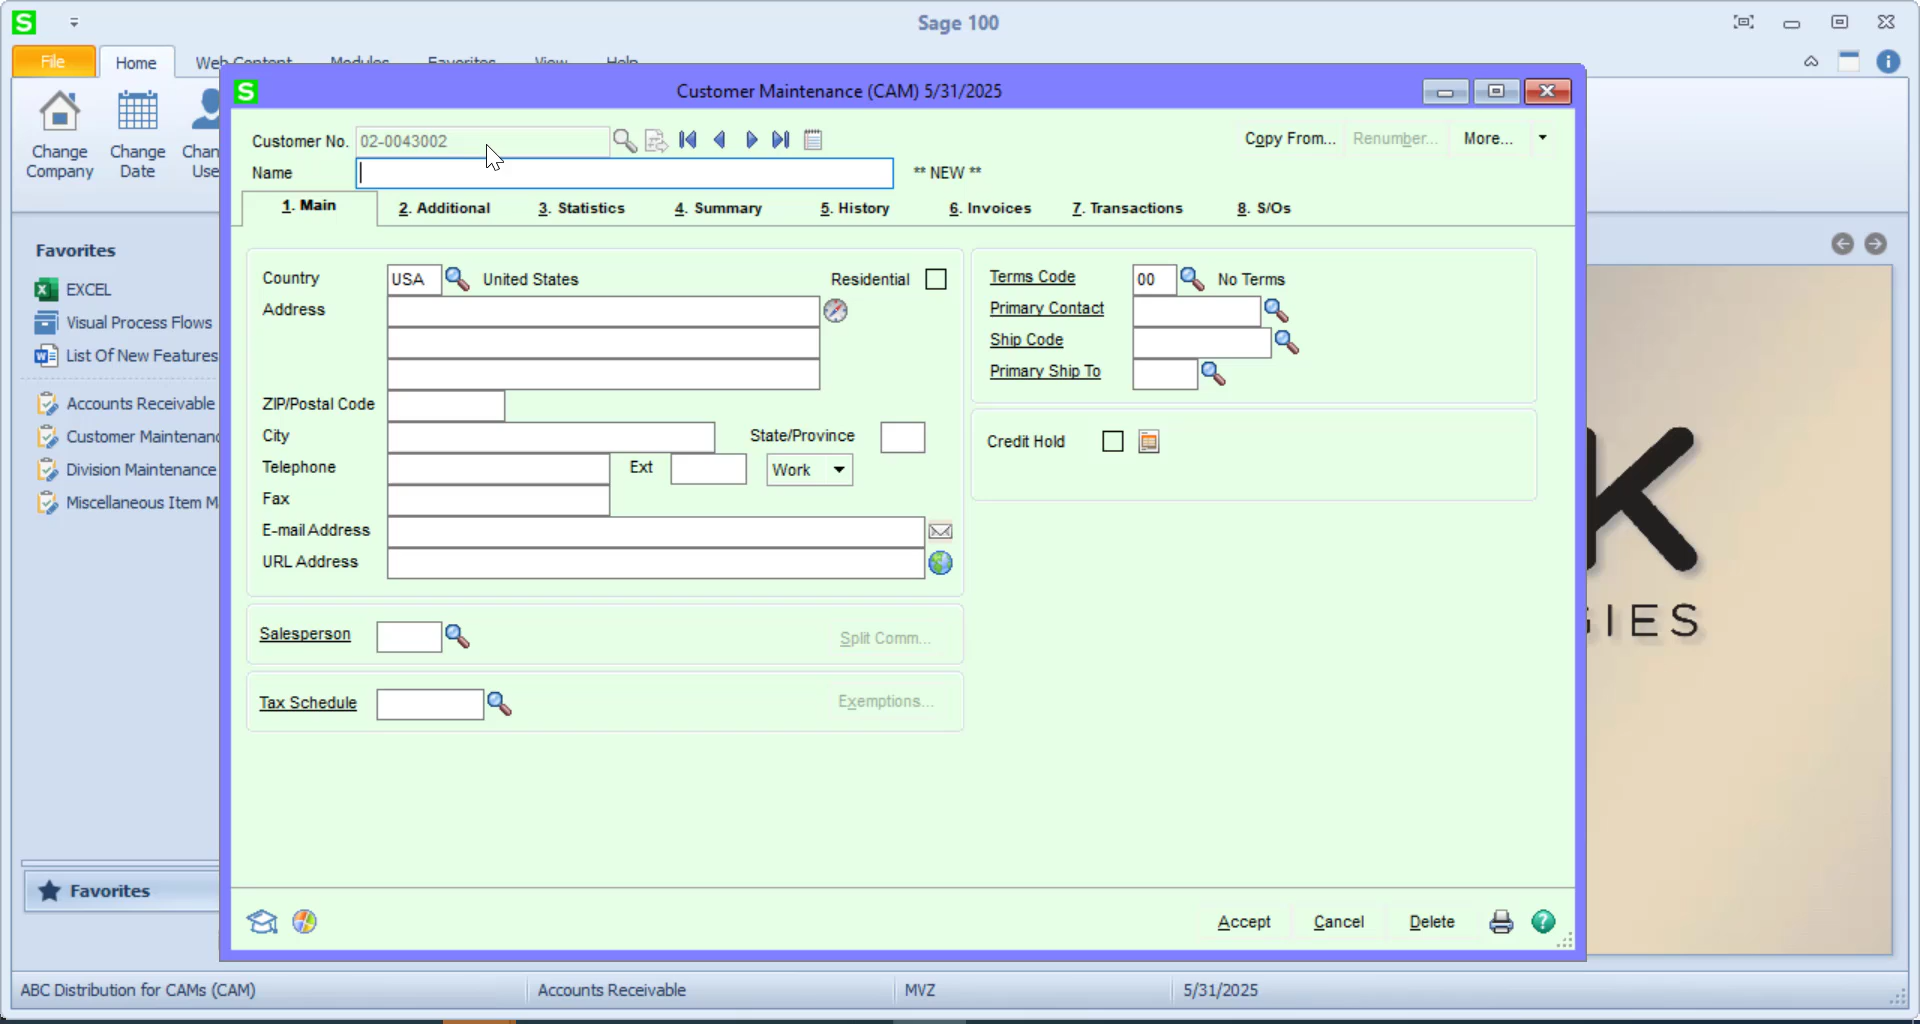 S
Sage 100
File Home Web Content Modules Favorites View Help
Change Company
Change Date
Chan Use
S Customer Maintenance (CAM) 5/31/2025
Customer No. 02-0043002 Copy From... Renumber... More...
Name ** NEW **
1. Main 2. Additional 3. Statistics 4. Summary 5. History 6. Invoices 7. Transactions 8. S/Os
Country USA United States Residential
Address
ZIP/Postal Code
City State/Province
Telephone Ext Work
Fax
E-mail Address
URL Address
Salesperson Split Comm...
Tax Schedule Exemptions...
Terms Code 00 No Terms
Primary Contact
Ship Code
Primary Ship To
Credit Hold
Accept Cancel Delete
Favorites
EXCEL
Visual Process Flows
List Of New Features
Accounts Receivable
Customer Maintenanc
Division Maintenance
Miscellaneous Item M
Favorites
K
GIES
ABC Distribution for CAMs (CAM) Accounts Receivable MVZ 5/31/2025